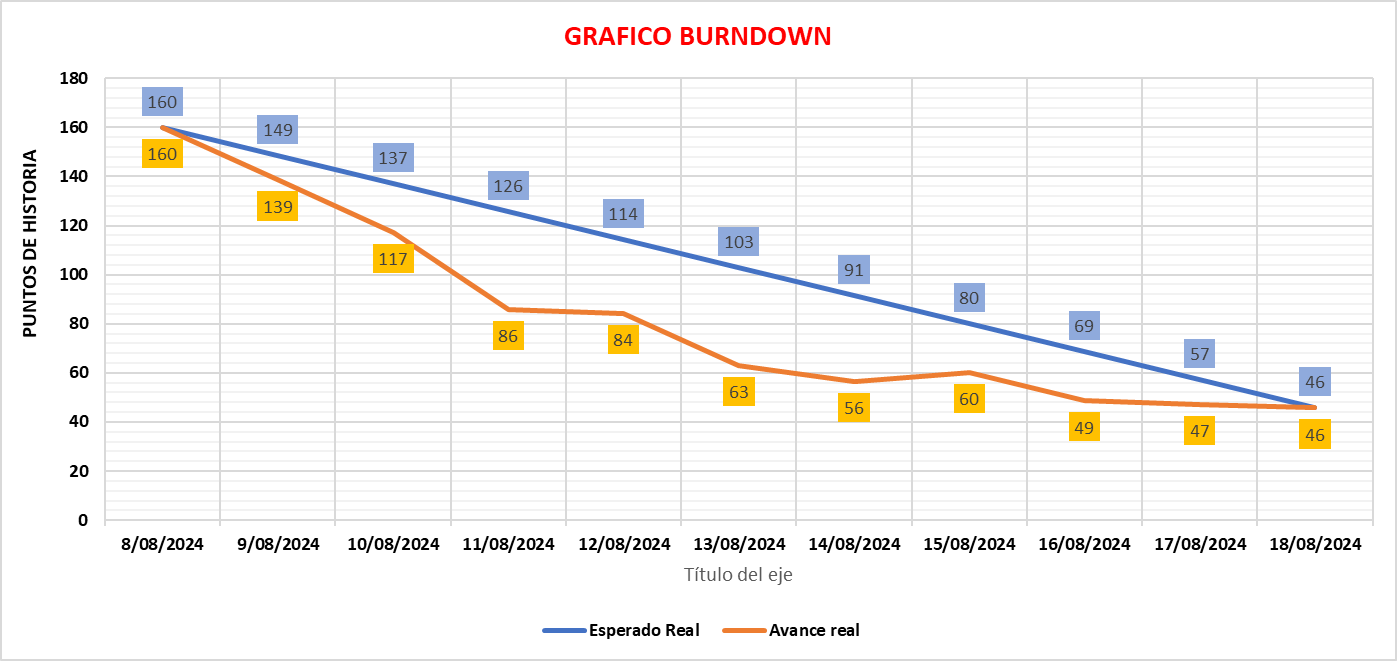 GRAFICO BURNDOWN
PUNTOS DE HISTORIA
180
160
140
120
100
80
60
40
20
0
160 149 137 126 114 103 91 80 69 57 46
160 139 117 86 84 63 56 60 49 47 46
8/08/2024 9/08/2024 10/08/2024 11/08/2024 12/08/2024 13/08/2024 14/08/2024 15/08/2024 16/08/2024 17/08/2024 18/08/2024
Título del eje
Esperado Real Avance real